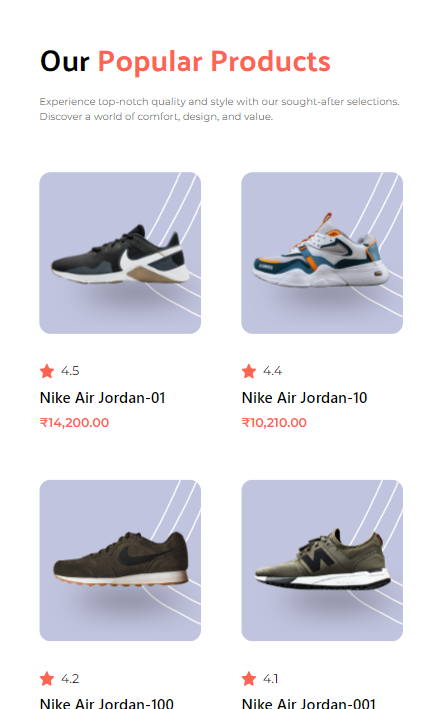 Our Popular Products
Experience top-notch quality and style with our sought-after selections.
Discover a world of comfort, design, and value.
4.5
4.4
Nike Air Jordan-01
Nike Air Jordan-10
₹14,200.00
₹10,210.00
4.2
4.1
Nike Air Jordan-100
Nike Air Jordan-001